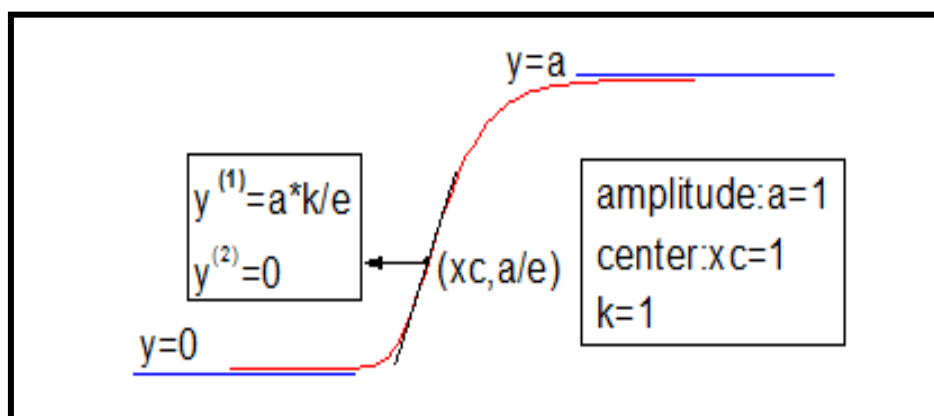 y=a
y⁽¹⁾=a*k/e
y⁽²⁾=0
(xc,a/e)
amplitude:a=1
center:xc=1
k=1
y=0